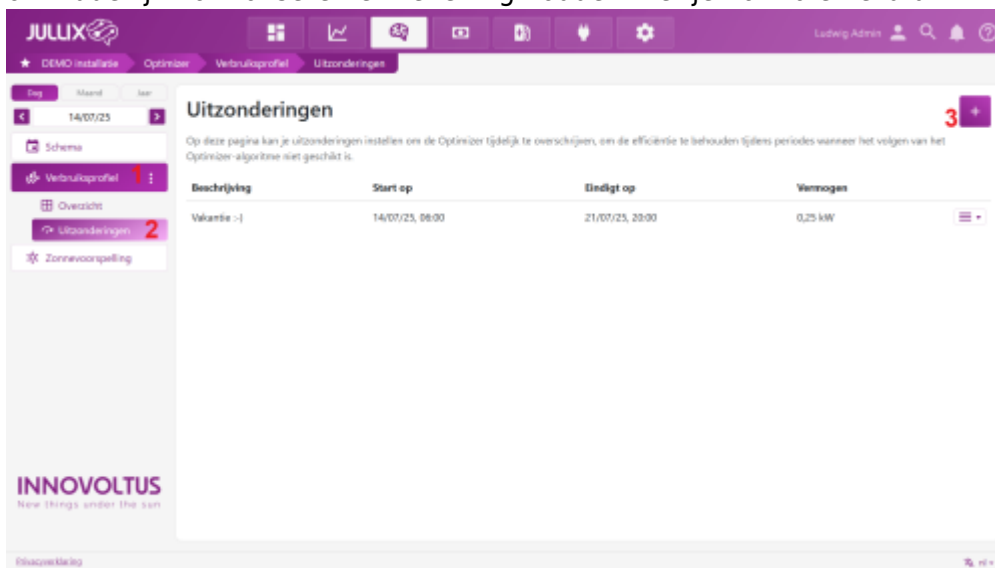 JULLIX
Ludwig Admin
DEMO installatie Optimizer Verbruiksprofiel Uitzonderingen
Dag Maand Jaar
14/07/25
Schema
Verbruiksprofiel 1
Overzicht
Uitzonderingen 2
Zonnevoorspelling
Uitzonderingen
3 +
Op deze pagina kan je uitzonderingen instellen om de Optimizer tijdelijk te overschrijven, om de efficiëntie te behouden tijdens periodes wanneer het volgen van het
Optimizer-algoritme niet geschikt is.
Beschrijving Start op Eindigt op Vermogen
Vakantie :-) 14/07/25, 06:00 21/07/25, 20:00 0,25 kW
INNOVOLTUS
New things under the sun
Privacyverklaring
nl